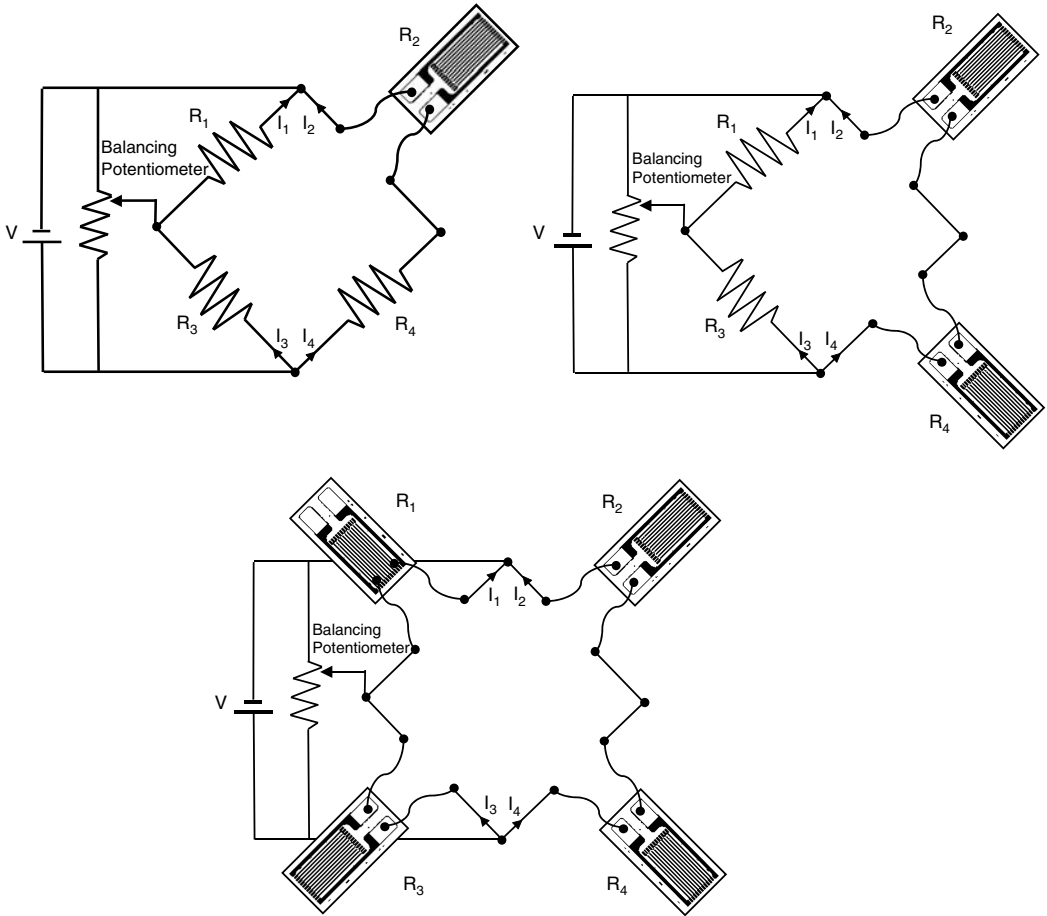 R2
R1
I1 I2
Balancing
Potentiometer
V
R3
I3 I4
R4
R2
R1
I1 I2
Balancing
Potentiometer
V
R3
I3 I4
R4
R1
R2
I1 I2
Balancing
Potentiometer
V
I3 I4
R3
R4